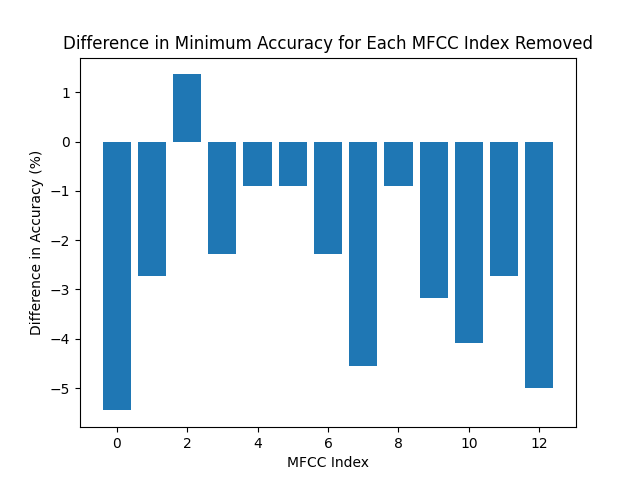 Difference in Minimum Accuracy for Each MFCC Index Removed
Difference in Accuracy (%)
1
0
−1
−2
−3
−4
−5
0 2 4 6 8 10 12
MFCC Index